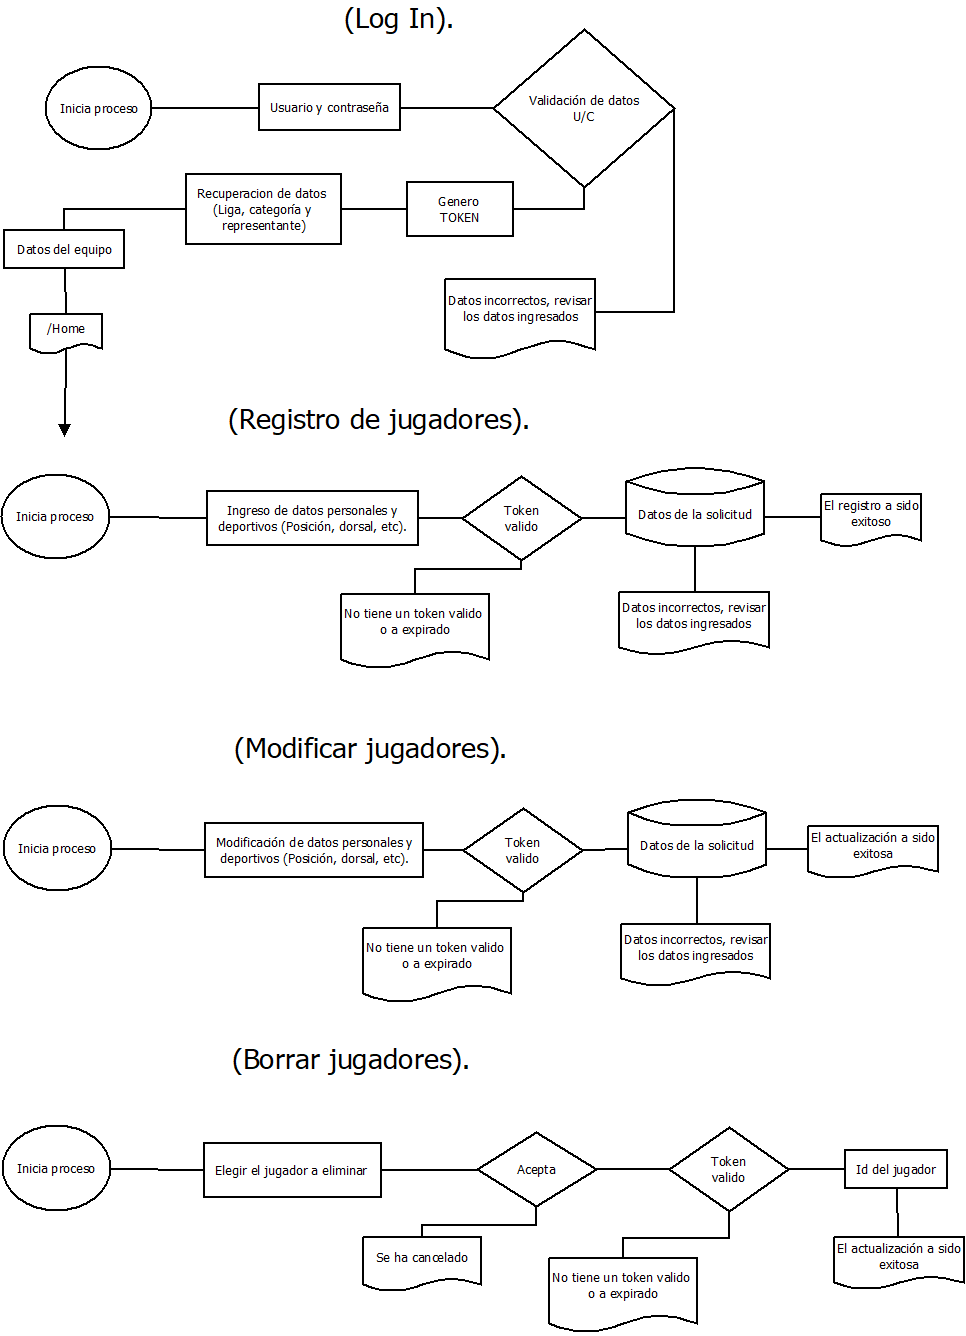 (Log In).
Inicia proceso
Usuario y contraseña
Validación de datos
U/C
Recuperacion de datos
(Liga, categoría y
representante)
Genero
TOKEN
Datos del equipo
/Home
Datos incorrectos, revisar
los datos ingresados
(Registro de jugadores).
Inicia proceso
Ingreso de datos personales y
deportivos (Posición, dorsal, etc).
Token
valido
Datos de la solicitud
El registro a sido
exitoso
No tiene un token valido
o a expirado
Datos incorrectos, revisar
los datos ingresados
(Modificar jugadores).
Inicia proceso
Modificación de datos personales y
deportivos (Posición, dorsal, etc).
Token
valido
Datos de la solicitud
El actualización a sido
exitosa
No tiene un token valido
o a expirado
Datos incorrectos, revisar
los datos ingresados
(Borrar jugadores).
Inicia proceso
Elegir el jugador a eliminar
Acepta
Token
valido
Id del jugador
Se ha cancelado
No tiene un token valido
o a expirado
El actualización a sido
exitosa